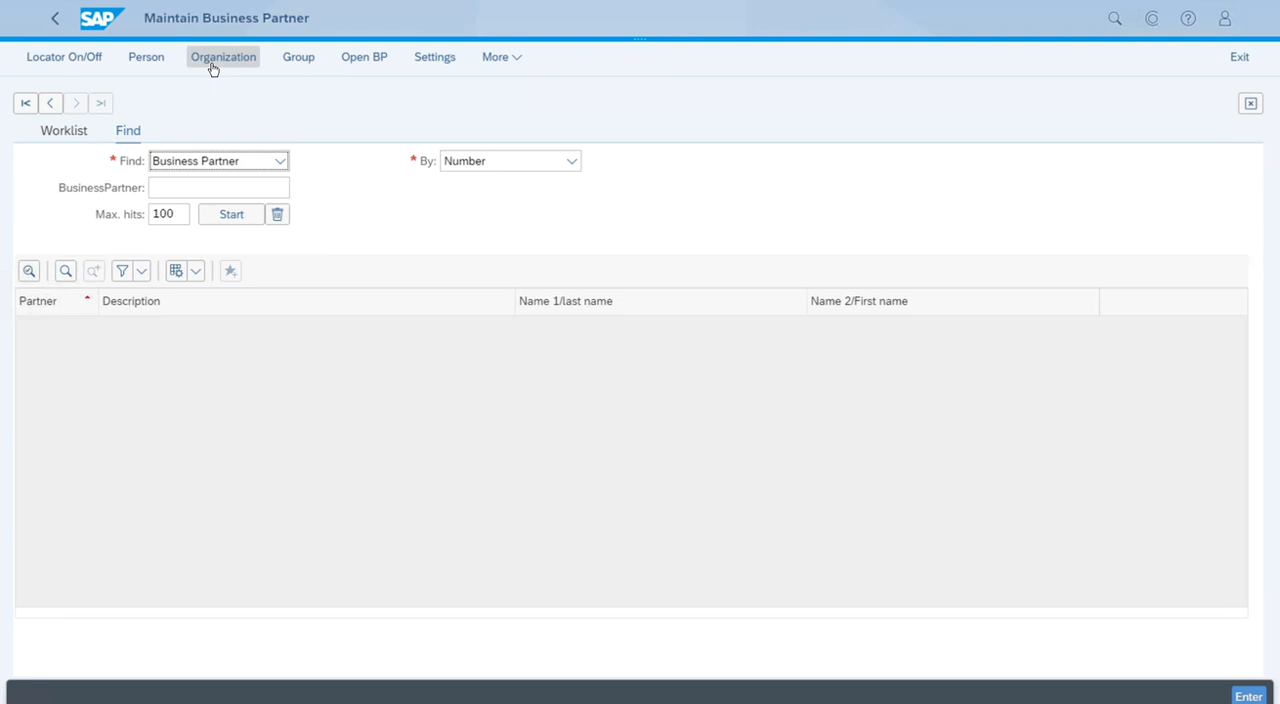 SAP Maintain Business Partner
Locator On/Off Person Organization Group Open BP Settings More Exit
Worklist Find
* Find: Business Partner * By: Number
BusinessPartner:
Max. hits: 100 Start
Partner Description Name 1/last name Name 2/First name
Enter